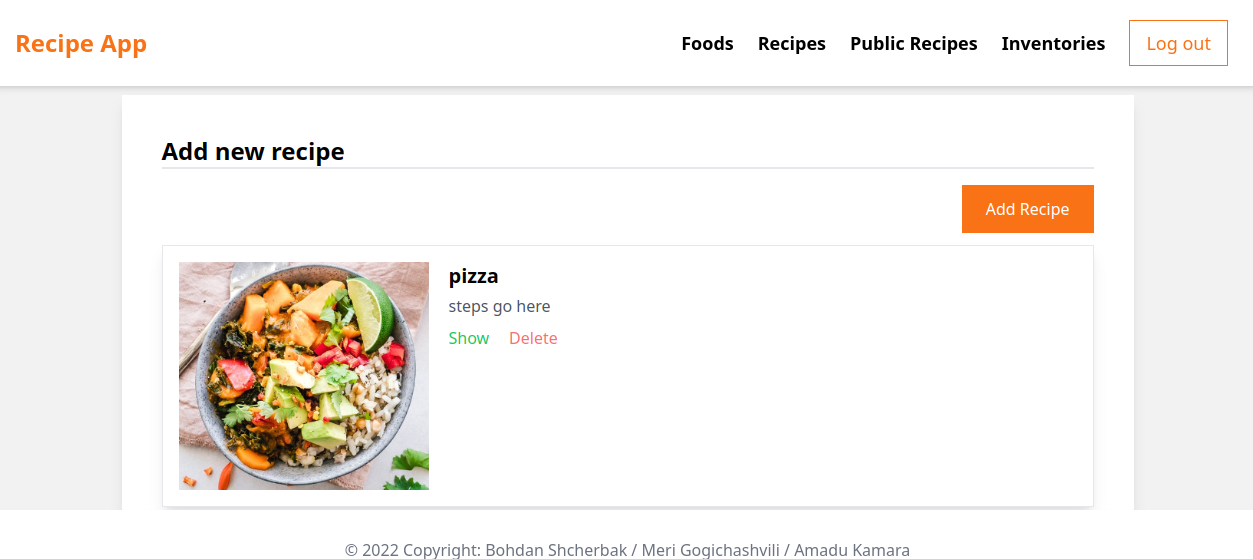 Recipe App Foods Recipes Public Recipes Inventories Log out
Add new recipe
Add Recipe
pizza
steps go here
Show Delete
© 2022 Copyright: Bohdan Shcherbak / Meri Gogichashvili / Amadu Kamara